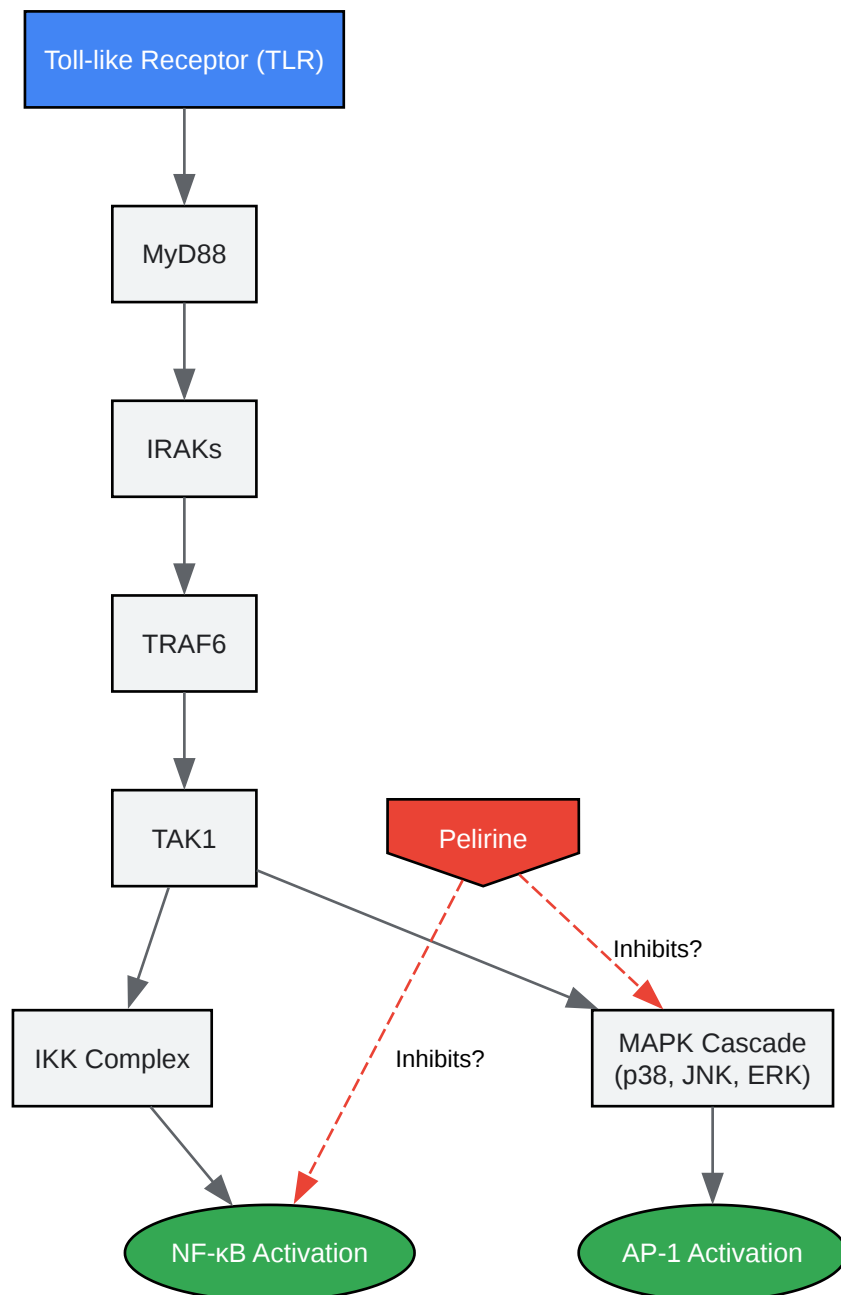 Toll-like Receptor (TLR)
MyD88
IRAKs
TRAF6
TAK1
Pelirine
Inhibits?
IKK Complex
Inhibits?
MAPK Cascade
(p38, JNK, ERK)
NF-κB Activation
AP-1 Activation